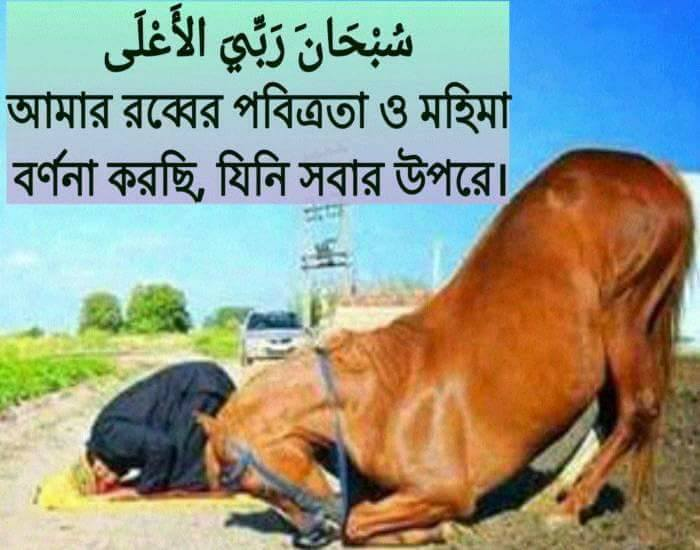 سُبْحَانَ رَبِّيَ الأَعْلَى
আমার রব্বের পবিত্রতা ও মহিমা
বর্ণনা করছি, যিনি সবার উপরে।